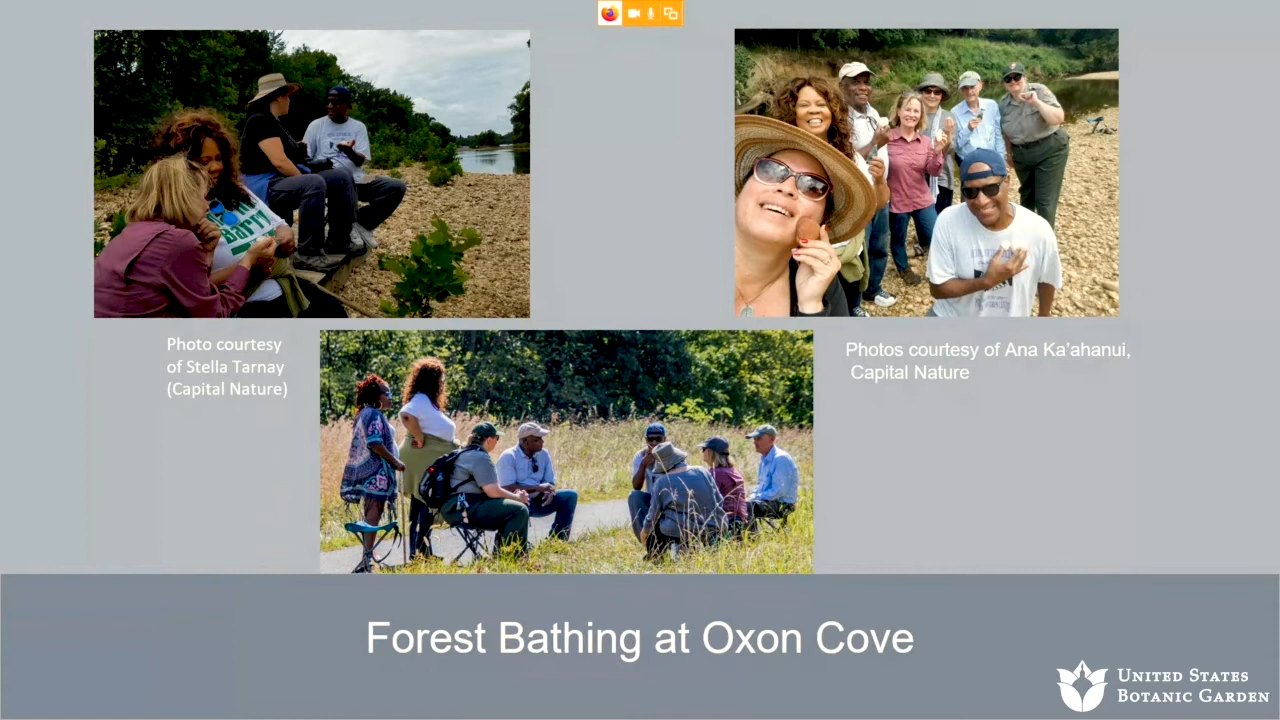 Photo courtesy
of Stella Tarnay
(Capital Nature)
Photos courtesy of Ana Ka'ahanui,
Capital Nature
Forest Bathing at Oxon Cove
UNITED STATES
BOTANIC GARDEN